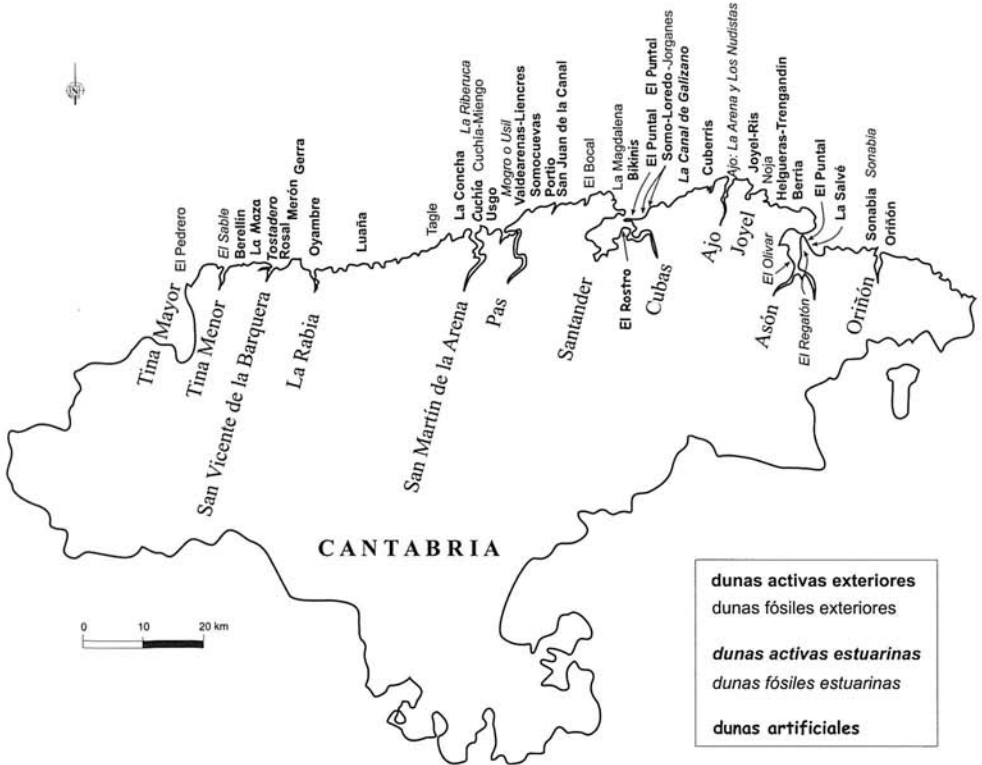 El Pedrero
El Sable
Berellín
La Maza
Tostadero
Rosal
Merón
Gerra
Oyambre
Luaña
Tagle
La Concha
La Riberuca
Cuchía
Cuchía-Miengo
Usgo
Mogro o Usil
Valdearenas-Liencres
Somocuevas
Portio
San Juan de la Canal
El Bocal
La Magdalena
Bikinis
El Puntal
El Puntal
Somo-Loredo-Jorganes
La Canal de Galizano
Cuberris
Ajo: La Arena y Los Nudistas
Joyel-Ris
Noja
Helgueras-Trengandín
Berria
El Puntal
La Salvé
Sonabia
Sonabia
Oriñón
Tina Mayor
Tina Menor
San Vicente de la Barquera
La Rabia
San Martín de la Arena
Pas
Santander
El Rostro
Cubas
Ajo
Joyel
Asón
El Olivar
El Regatón
Oriñón
CANTABRIA
0 10 20 km
dunas activas exteriores
dunas fósiles exteriores
dunas activas estuarinas
dunas fósiles estuarinas
dunas artificiales